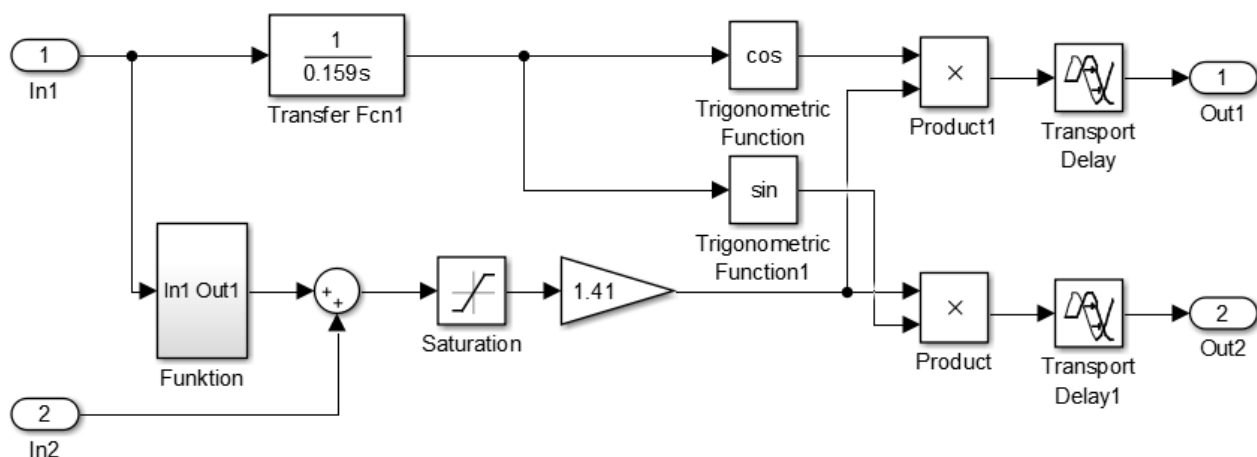 1
In1
1
0.159s
Transfer Fcn1
cos
Trigonometric
Function
×
Product1
Transport
Delay
1
Out1
sin
Trigonometric
Function1
In1 Out1
Funktion
+
+
Saturation
1.41
×
Product
Transport
Delay1
2
Out2
2
In2